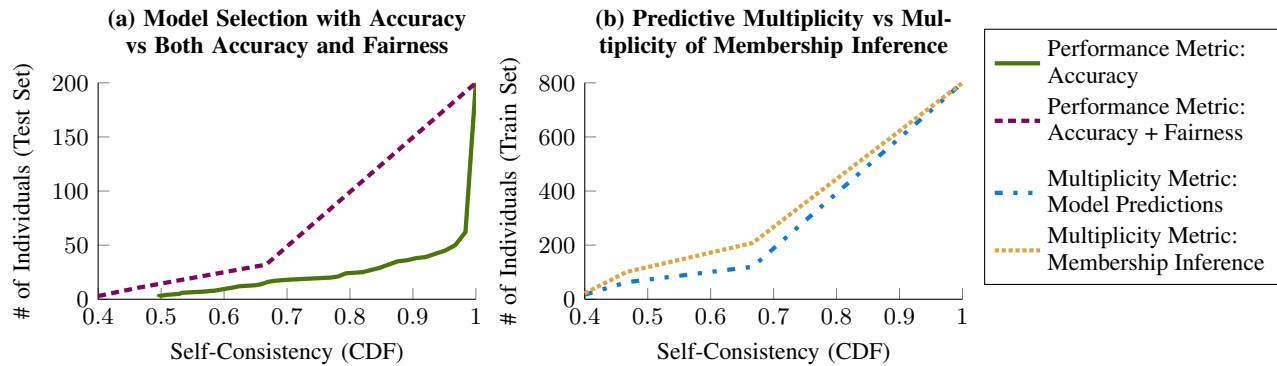 (a) Model Selection with Accuracy
vs Both Accuracy and Fairness
# of Individuals (Test Set)
200
150
100
50
0
0.4 0.5 0.6 0.7 0.8 0.9 1
Self-Consistency (CDF)
(b) Predictive Multiplicity vs Mul-
tiplicity of Membership Inference
# of Individuals (Train Set)
800
600
400
200
0
0.4 0.5 0.6 0.7 0.8 0.9 1
Self-Consistency (CDF)
Performance Metric:
Accuracy
Performance Metric:
Accuracy + Fairness
Multiplicity Metric:
Model Predictions
Multiplicity Metric:
Membership Inference